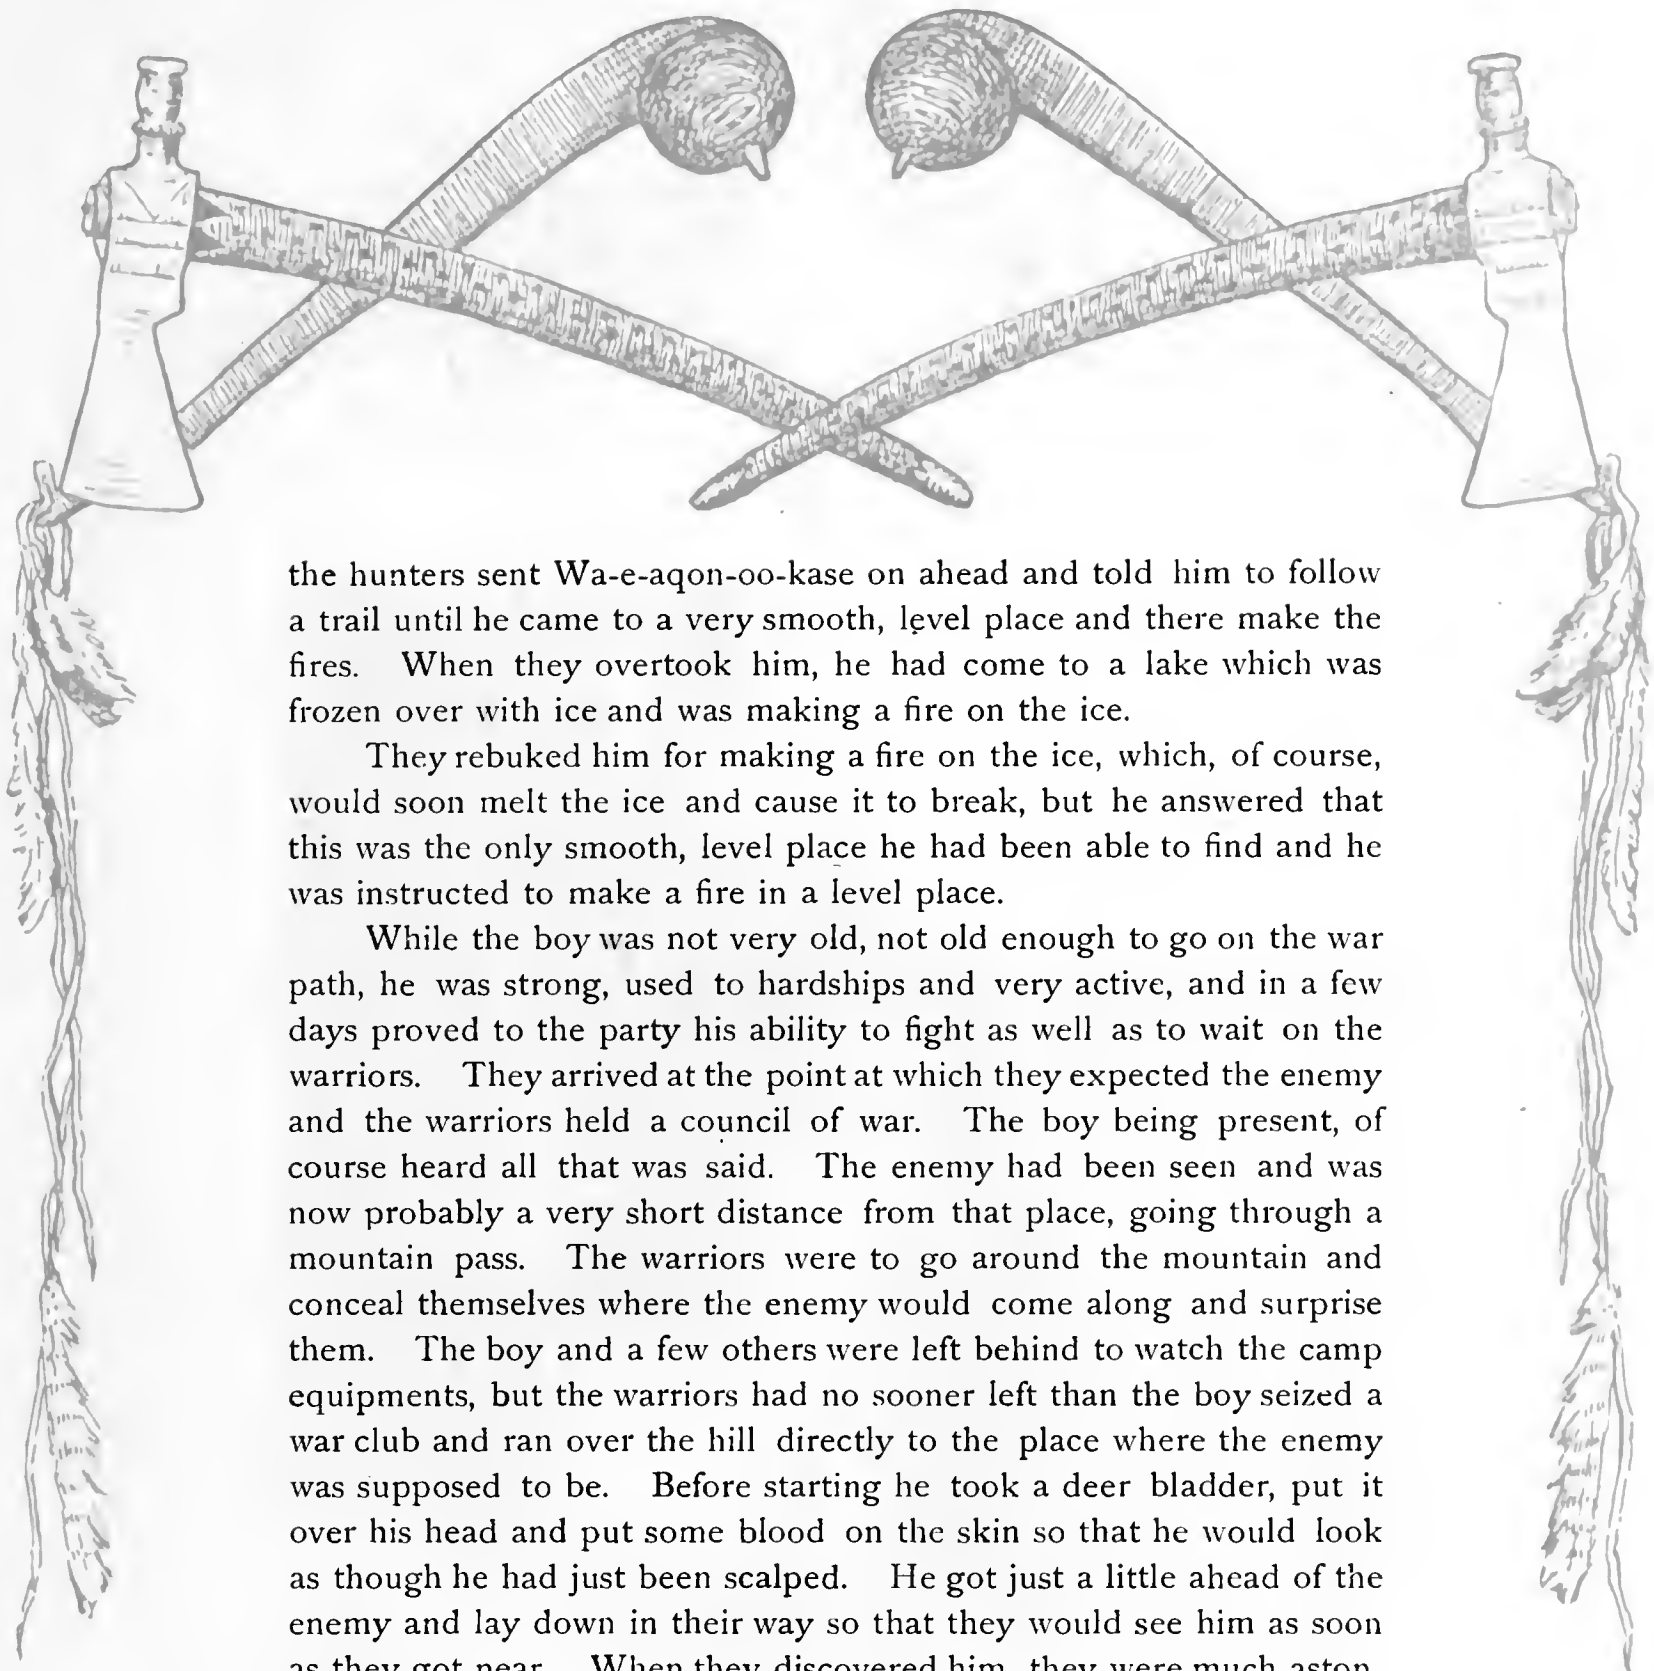 the hunters sent Wa-e-aqon-oo-kase on ahead and told him to follow
a trail until he came to a very smooth, level place and there make the
fires. When they overtook him, he had come to a lake which was
frozen over with ice and was making a fire on the ice.
They rebuked him for making a fire on the ice, which, of course,
would soon melt the ice and cause it to break, but he answered that
this was the only smooth, level place he had been able to find and he
was instructed to make a fire in a level place.
While the boy was not very old, not old enough to go on the war
path, he was strong, used to hardships and very active, and in a few
days proved to the party his ability to fight as well as to wait on the
warriors. They arrived at the point at which they expected the enemy
and the warriors held a council of war. The boy being present, of
course heard all that was said. The enemy had been seen and was
now probably a very short distance from that place, going through a
mountain pass. The warriors were to go around the mountain and
conceal themselves where the enemy would come along and surprise
them. The boy and a few others were left behind to watch the camp
equipments, but the warriors had no sooner left than the boy seized a
war club and ran over the hill directly to the place where the enemy
was supposed to be. Before starting he took a deer bladder, put it
over his head and put some blood on the skin so that he would look
as though he had just been scalped. He got just a little ahead of the
enemy and lay down in their way so that they would see him as soon
as they got near. When they discovered him, they were much aston-